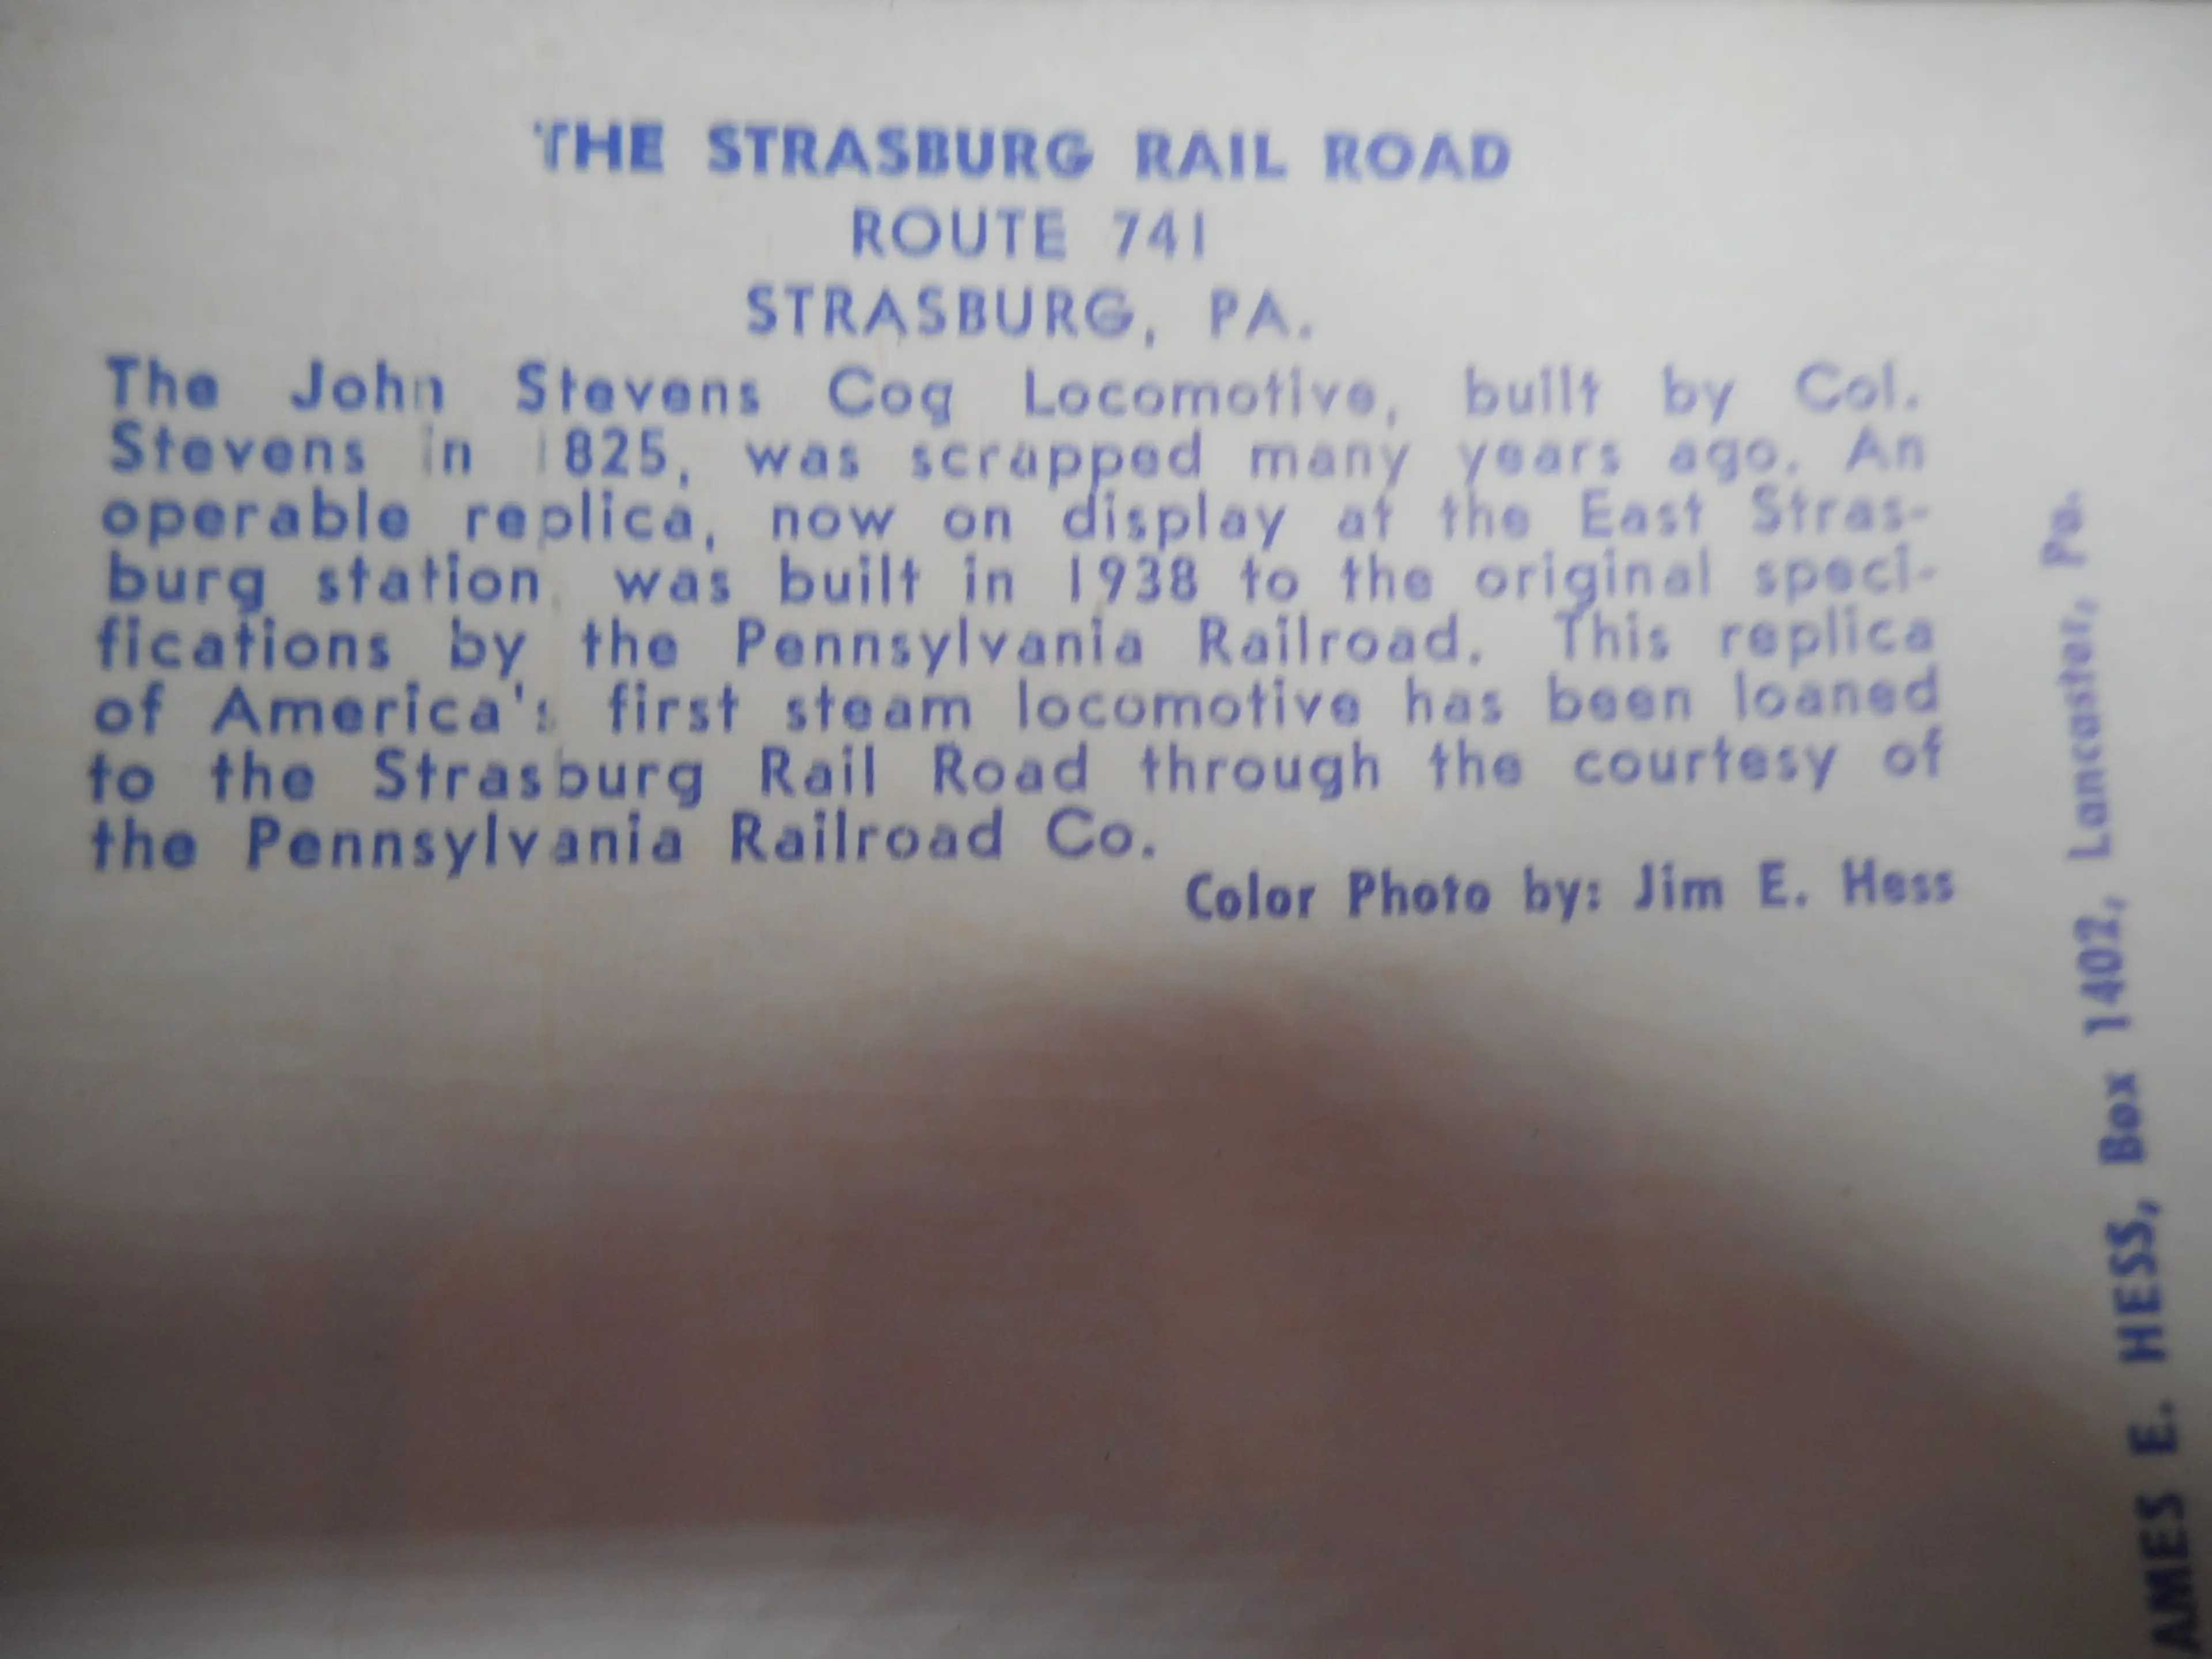 THE STRASBURG RAIL ROAD
ROUTE 741
STRASBURG, PA.
The John Stevens Cog Locomotive, built by Col.
Stevens in 1825, was scrapped many years ago. An
operable replica, now on display at the East Stras-
burg station, was built in 1938 to the original speci-
fications by the Pennsylvania Railroad. This replica
of America's first steam locomotive has been loaned
to the Strasburg Rail Road through the courtesy of
the Pennsylvania Railroad Co.
Color Photo by: Jim E. Hess
AMES E. HESS, Box 1402, Lancaster, Pa.